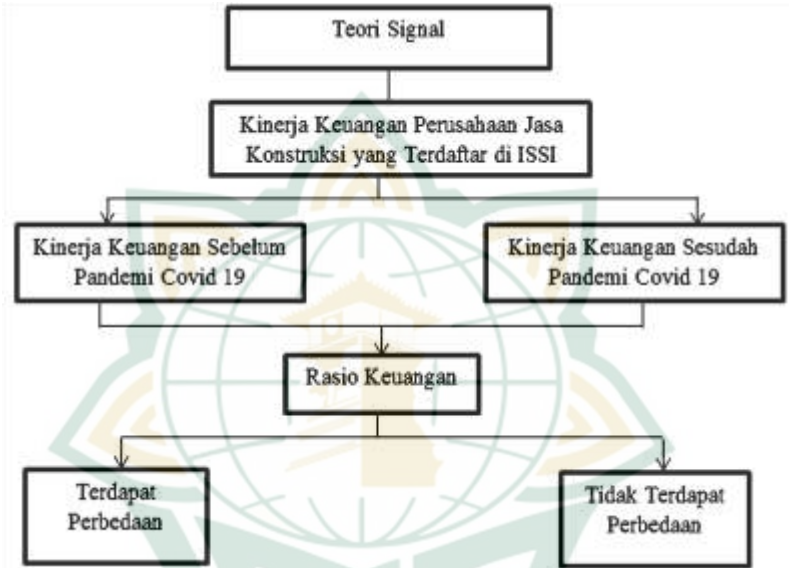 Teori Signal
Kinerja Keuangan Perusahaan Jasa
Konstruksi yang Terdaftar di ISSI
Kinerja Keuangan Sebelum
Pandemi Covid 19
Kinerja Keuangan Sesudah
Pandemi Covid 19
Rasio Keuangan
Terdapat
Perbedaan
Tidak Terdapat
Perbedaan